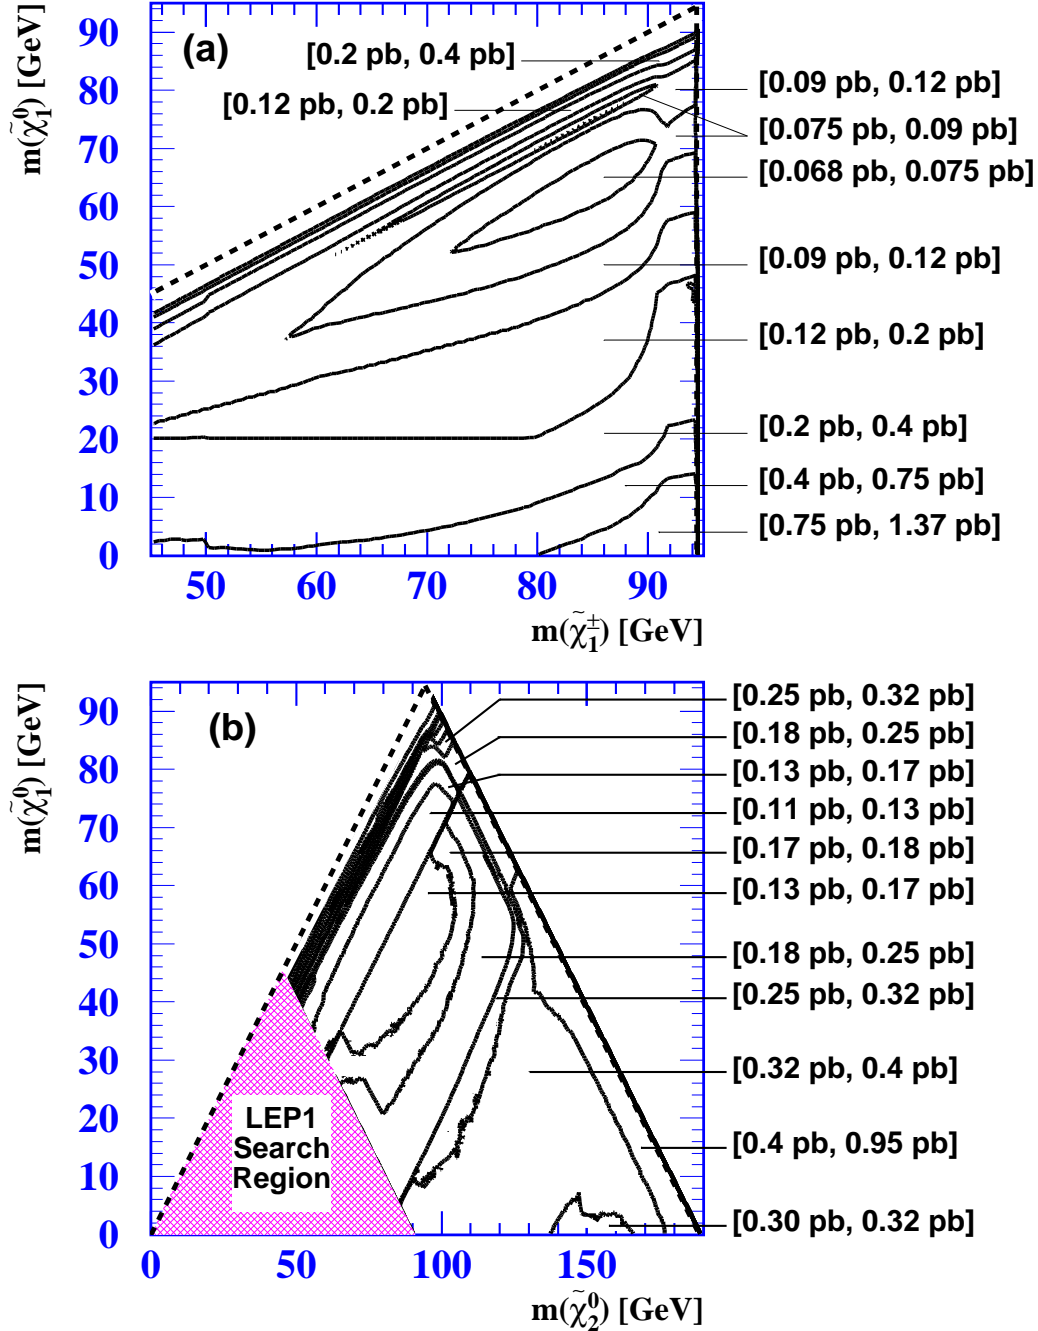 (a)
m(χ̃⁰₁) [GeV]
90
80
70
60
50
40
30
20
10
0
[0.2 pb, 0.4 pb]
[0.12 pb, 0.2 pb]
[0.09 pb, 0.12 pb]
[0.075 pb, 0.09 pb]
[0.068 pb, 0.075 pb]
[0.09 pb, 0.12 pb]
[0.12 pb, 0.2 pb]
[0.2 pb, 0.4 pb]
[0.4 pb, 0.75 pb]
[0.75 pb, 1.37 pb]
50 60 70 80 90
m(χ̃±₁) [GeV]
(b)
m(χ̃⁰₁) [GeV]
90
80
70
60
50
40
30
20
10
0
[0.25 pb, 0.32 pb]
[0.18 pb, 0.25 pb]
[0.13 pb, 0.17 pb]
[0.11 pb, 0.13 pb]
[0.17 pb, 0.18 pb]
[0.13 pb, 0.17 pb]
[0.18 pb, 0.25 pb]
[0.25 pb, 0.32 pb]
[0.32 pb, 0.4 pb]
[0.4 pb, 0.95 pb]
[0.30 pb, 0.32 pb]
LEP1
Search
Region
0 50 100 150
m(χ̃⁰₂) [GeV]